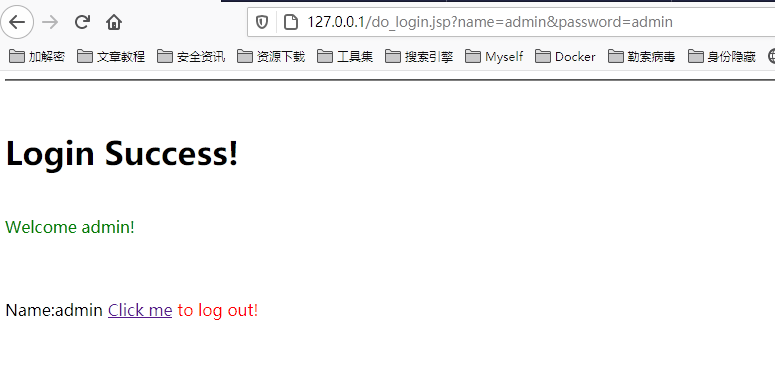 127.0.0.1/do_login.jsp?name=admin&password=admin
加解密 文章教程 安全资讯 资源下载 工具集 搜索引擎 Myself Docker 勒索病毒 身份隐藏
Login Success!
Welcome admin!
Name:admin Click me to log out!